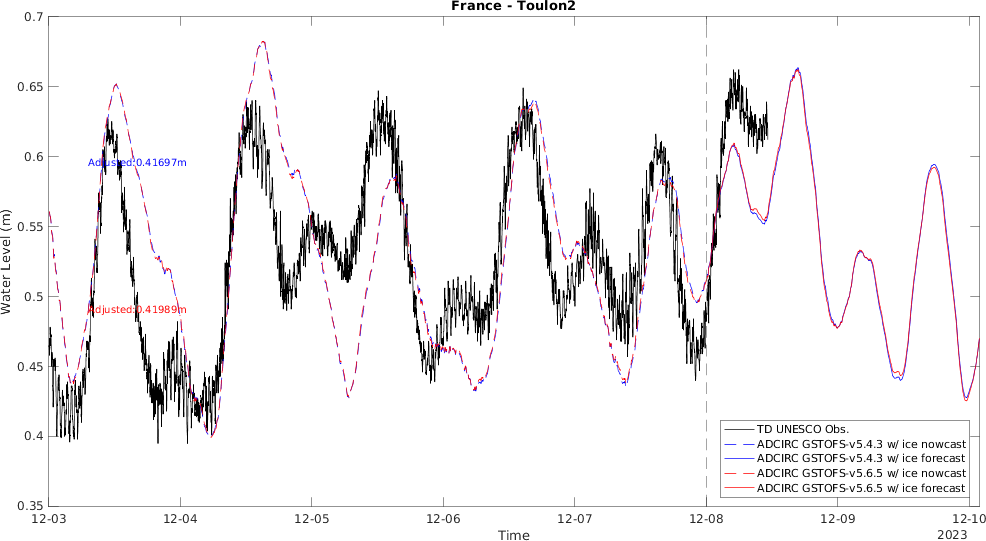 France - Toulon2
0.7
0.65
0.6
0.55
0.5
0.45
0.4
0.35
Water Level (m)
Adjusted:0.41697m
Adjusted:0.41989m
TD UNESCO Obs.
ADCIRC GSTOFS-v5.4.3 w/ ice nowcast
ADCIRC GSTOFS-v5.4.3 w/ ice forecast
ADCIRC GSTOFS-v5.6.5 w/ ice nowcast
ADCIRC GSTOFS-v5.6.5 w/ ice forecast
12-03 12-04 12-05 12-06 12-07 12-08 12-09 12-10
Time
2023